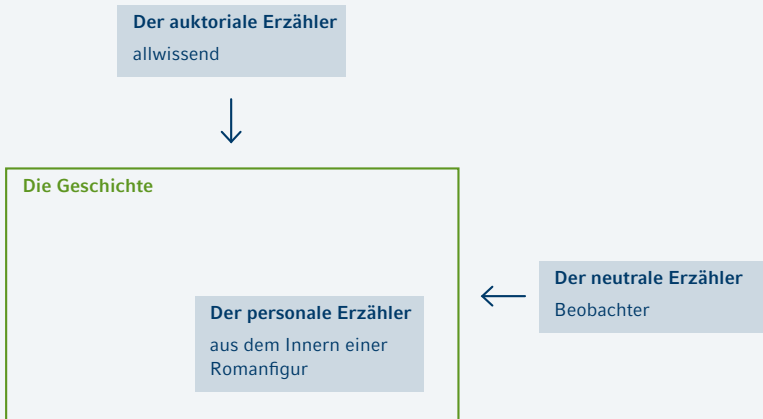 Der auktoriale Erzähler
allwissend
Die Geschichte
Der neutrale Erzähler
Beobachter
Der personale Erzähler
aus dem Innern einer
Romanfigur